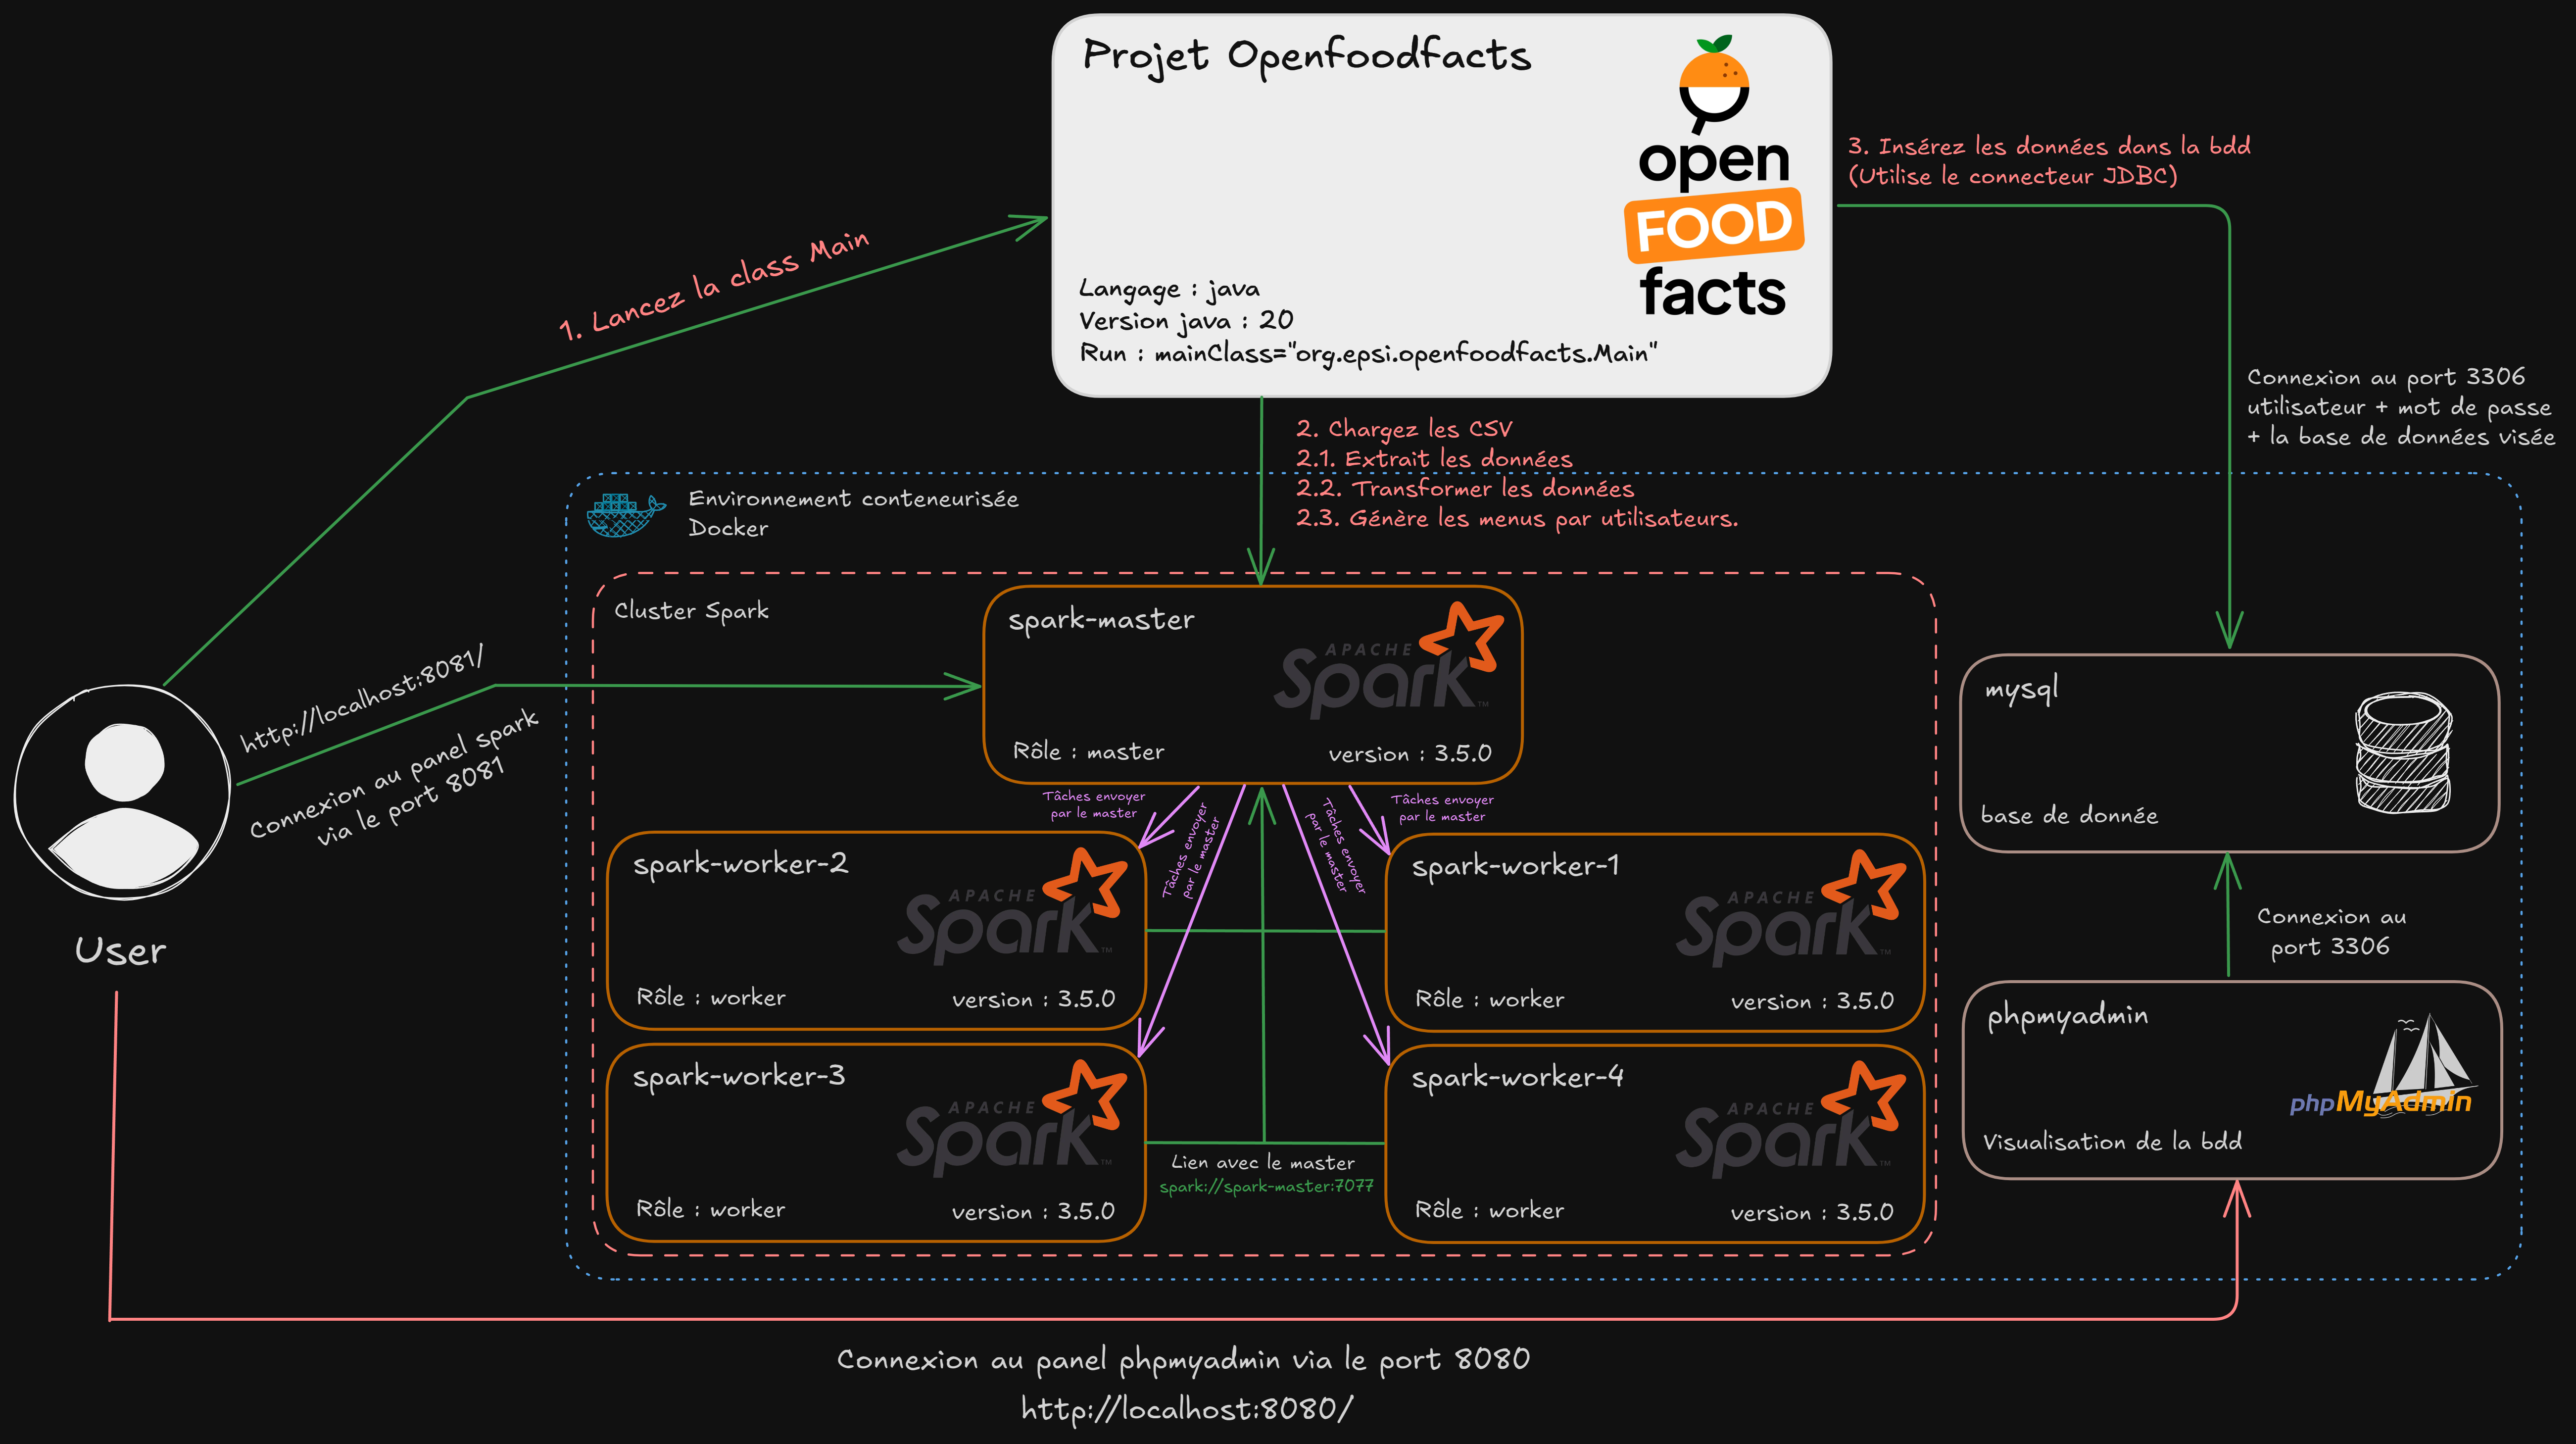 Projet Openfoodfacts
open
FOOD
facts
Langage : java
Version java : 20
Run : mainClass="org.epsi.openfoodfacts.Main"
1. Lancez la class Main
3. Insérez les données dans la bdd
(Utilise le connecteur JDBC)
Connexion au port 3306
utilisateur + mot de passe
+ la base de données visée
2. Chargez les CSV
2.1. Extrait les données
2.2. Transformer les données
2.3. Génère les menus par utilisateurs.
Environnement conteneurisée
Docker
Cluster Spark
spark-master
APACHE
Spark™
Rôle : master
version : 3.5.0
http://localhost:8081/
Connexion au panel spark
via le port 8081
User
Tâches envoyer
par le master
Tâches envoyer
par le master
Tâches envoyer
par le master
Tâches envoyer
par le master
spark-worker-2
APACHE
Spark™
Rôle : worker
version : 3.5.0
spark-worker-1
APACHE
Spark™
Rôle : worker
version : 3.5.0
spark-worker-3
APACHE
Spark™
Rôle : worker
version : 3.5.0
spark-worker-4
APACHE
Spark™
Rôle : worker
version : 3.5.0
Lien avec le master
spark://spark-master:7077
mysql
base de donnée
Connexion au
port 3306
phpmyadmin
phpMyAdmin
Visualisation de la bdd
Connexion au panel phpmyadmin via le port 8080
http://localhost:8080/